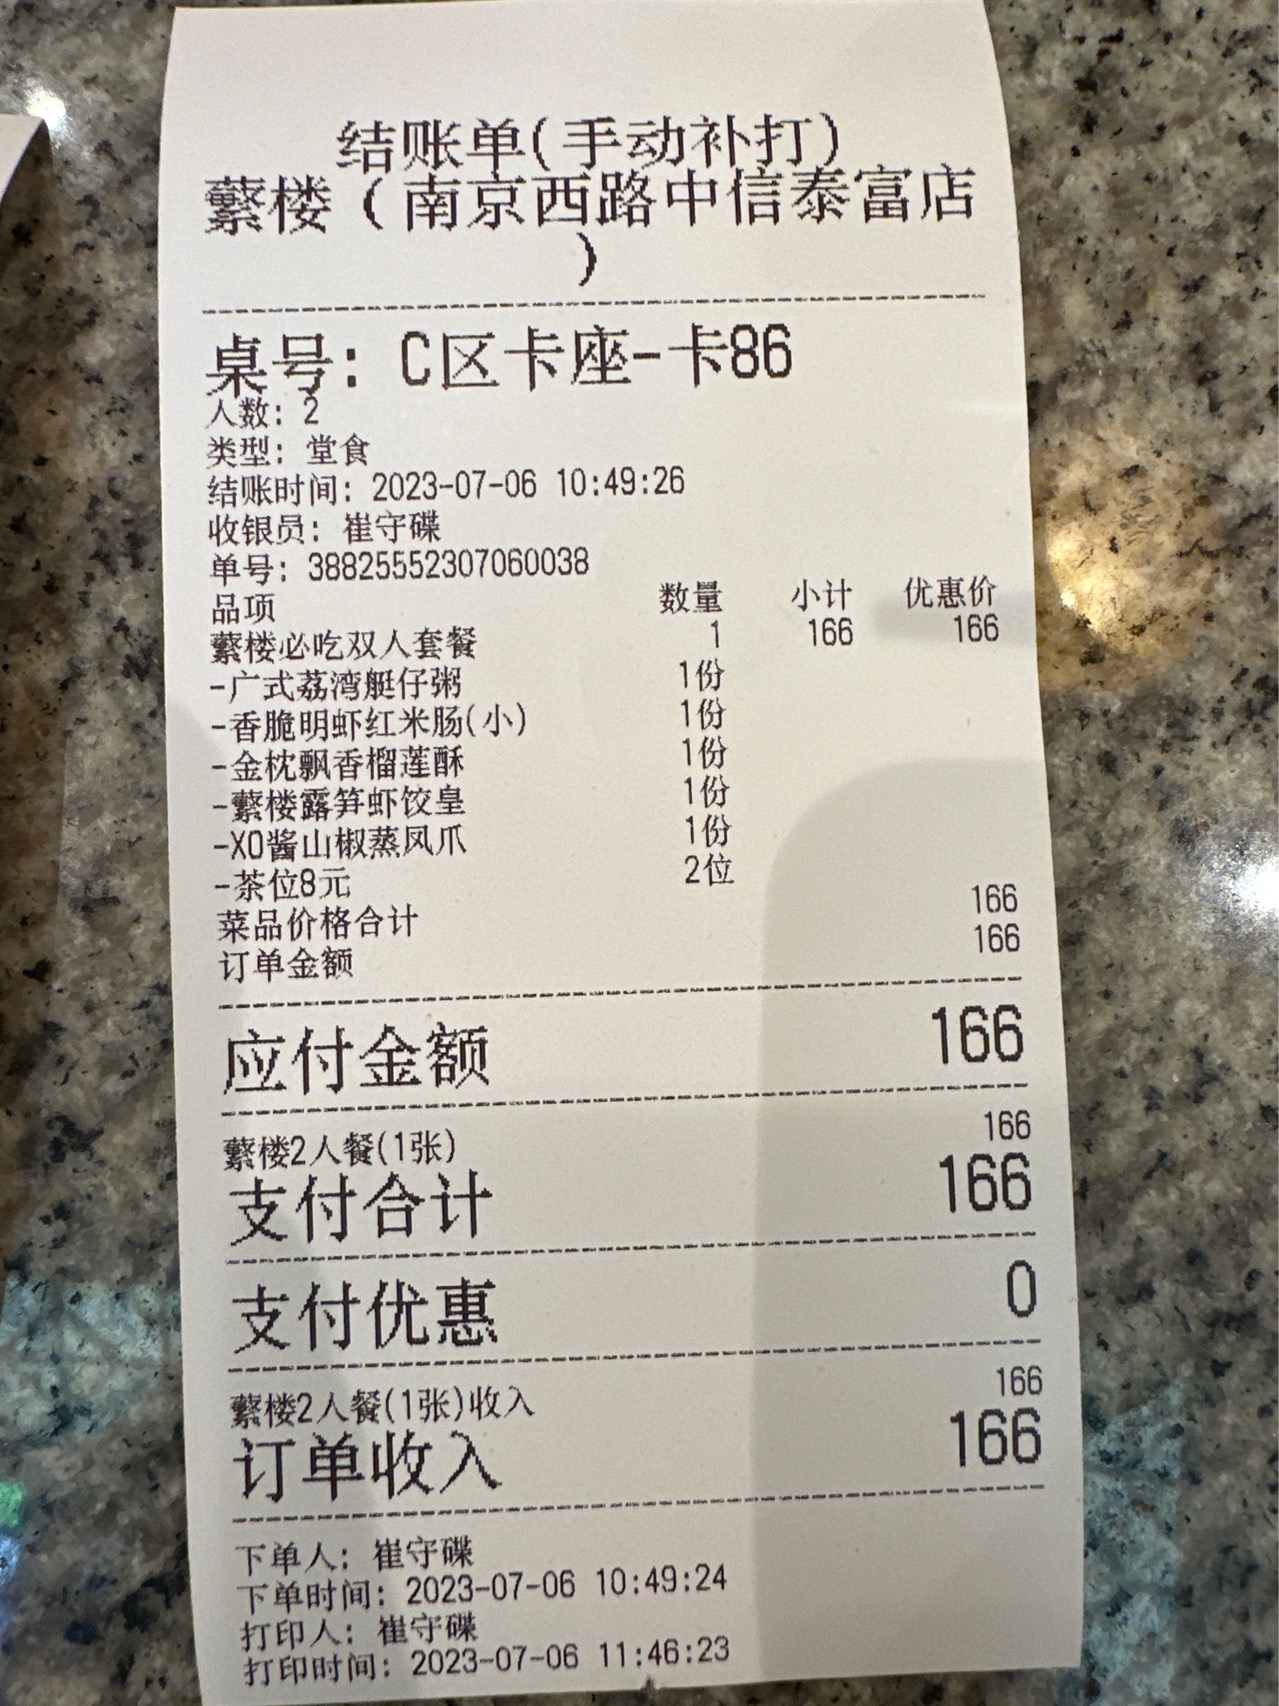 结账单(手动补打)
蘩楼（南京西路中信泰富店
）
桌号: C区卡座-卡86
人数: 2
类型: 堂食
结账时间: 2023-07-06 10:49:26
收银员: 崔守碟
单号: 38825552307060038
品项 数量 小计 优惠价
蘩楼必吃双人套餐 1 166 166
-广式荔湾艇仔粥 1份
-香脆明虾红米肠(小) 1份
-金枕飘香榴莲酥 1份
-蘩楼露笋虾饺皇 1份
-XO酱山椒蒸凤爪 1份
-茶位8元 2位
菜品价格合计 166
订单金额 166
应付金额 166
蘩楼2人餐(1张) 166
支付合计 166
支付优惠 0
蘩楼2人餐(1张)收入 166
订单收入 166
下单人: 崔守碟
下单时间: 2023-07-06 10:49:24
打印人: 崔守碟
打印时间: 2023-07-06 11:46:23